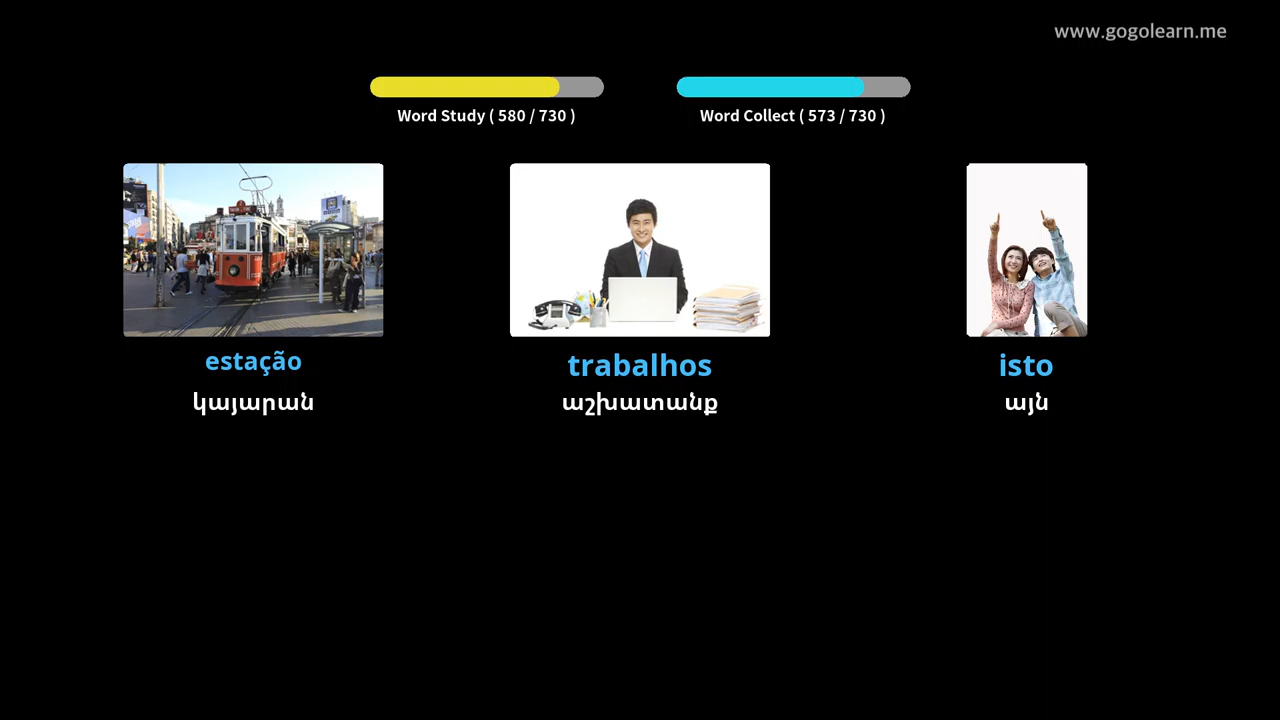 www.gogolearn.me
Word Study ( 580 / 730 )
Word Collect ( 573 / 730 )
estação
trabalhos
isto
կայարան
աշխատանք
այն